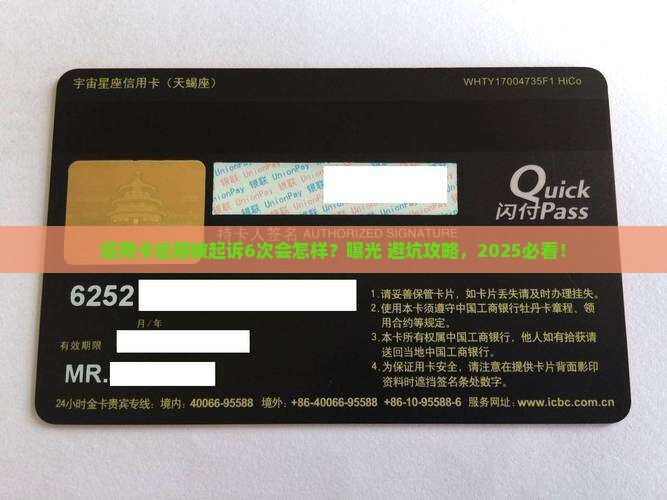 宇宙星座信用卡（天蝎座）
WHTY17004735F1 HiCo
UnionPay 银联 UnionPay 银联 UnionPay
Quick
闪付Pass
持卡人签名 AUTHORIZED SIGNATURE
信用卡逾期被起诉6次会怎样？曝光 避坑攻略，2025必看！
6252
月/年
有效期限
MR.
1.请妥善保管卡片，如卡片丢失请及时办理挂失。
2.使用本卡须遵守中国工商银行牡丹卡章程、领
用合约等规定。
3.本卡所有权属中国工商银行，他人如有拾获请
送回当地中国工商银行。
4.为保证用卡安全，请注意在提供卡片背面影印
资料时遮挡签名条处数字。
24小时金卡贵宾专线：境内：40066-95588 境外：+86-40066-95588 +86-10-95588-6 服务网址：www.icbc.com.cn